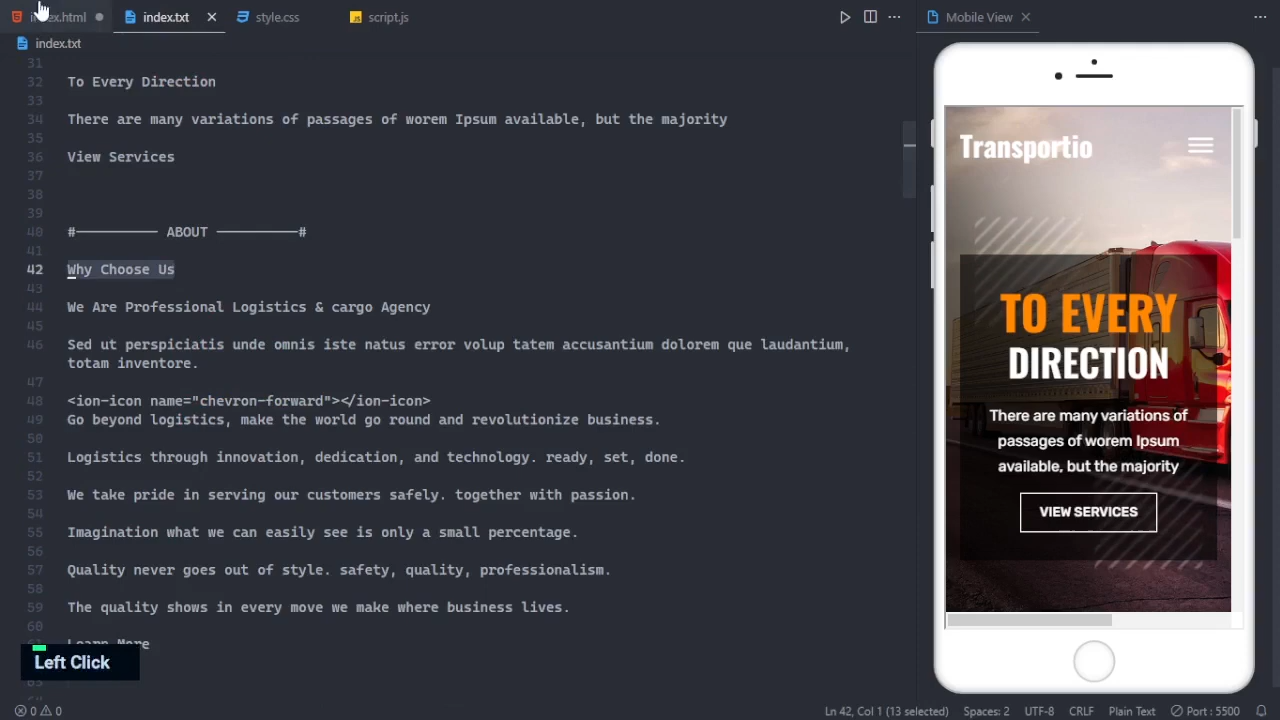 index.html
index.txt
style.css
script.js
Mobile View
index.txt
31
32 To Every Direction
33
34 There are many variations of passages of worem Ipsum available, but the majority
35
36 View Services
37
38
39
40 #—————————— ABOUT ——————————#
41
42 Why Choose Us
43
44 We Are Professional Logistics & cargo Agency
45
46 Sed ut perspiciatis unde omnis iste natus error volup tatem accusantium dolorem que laudantium,
totam inventore.
47
48 <ion-icon name="chevron-forward"></ion-icon>
49 Go beyond logistics, make the world go round and revolutionize business.
50
51 Logistics through innovation, dedication, and technology. ready, set, done.
52
53 We take pride in serving our customers safely. together with passion.
54
55 Imagination what we can easily see is only a small percentage.
56
57 Quality never goes out of style. safety, quality, professionalism.
58
59 The quality shows in every move we make where business lives.
60
Learn More
Left Click
Transportio
TO EVERY
DIRECTION
There are many variations of
passages of worem Ipsum
available, but the majority
VIEW SERVICES
0 0
Ln 42, Col 1 (13 selected)
Spaces: 2
UTF-8
CRLF
Plain Text
Port : 5500